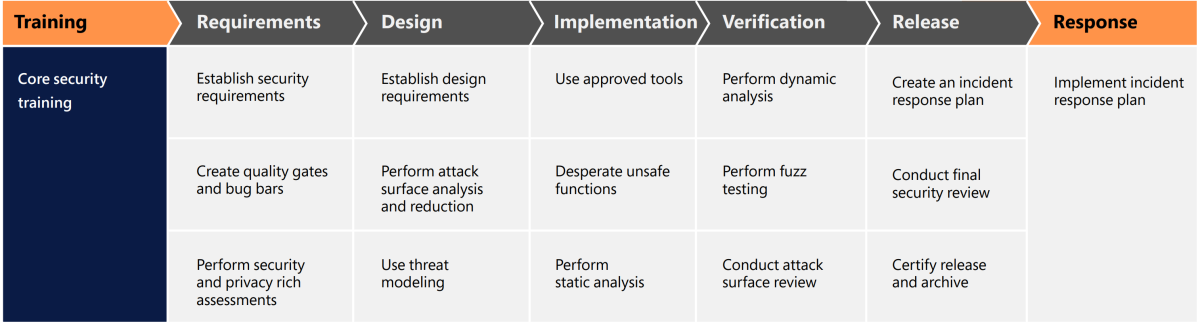 Training
Requirements
Design
Implementation
Verification
Release
Response
Core security
training
Establish security
requirements
Create quality gates
and bug bars
Perform security
and privacy rich
assessments
Establish design
requirements
Perform attack
surface analysis
and reduction
Use threat
modeling
Use approved tools
Desperate unsafe
functions
Perform
static analysis
Perform dynamic
analysis
Perform fuzz
testing
Conduct attack
surface review
Create an incident
response plan
Conduct final
security review
Certify release
and archive
Implement incident
response plan